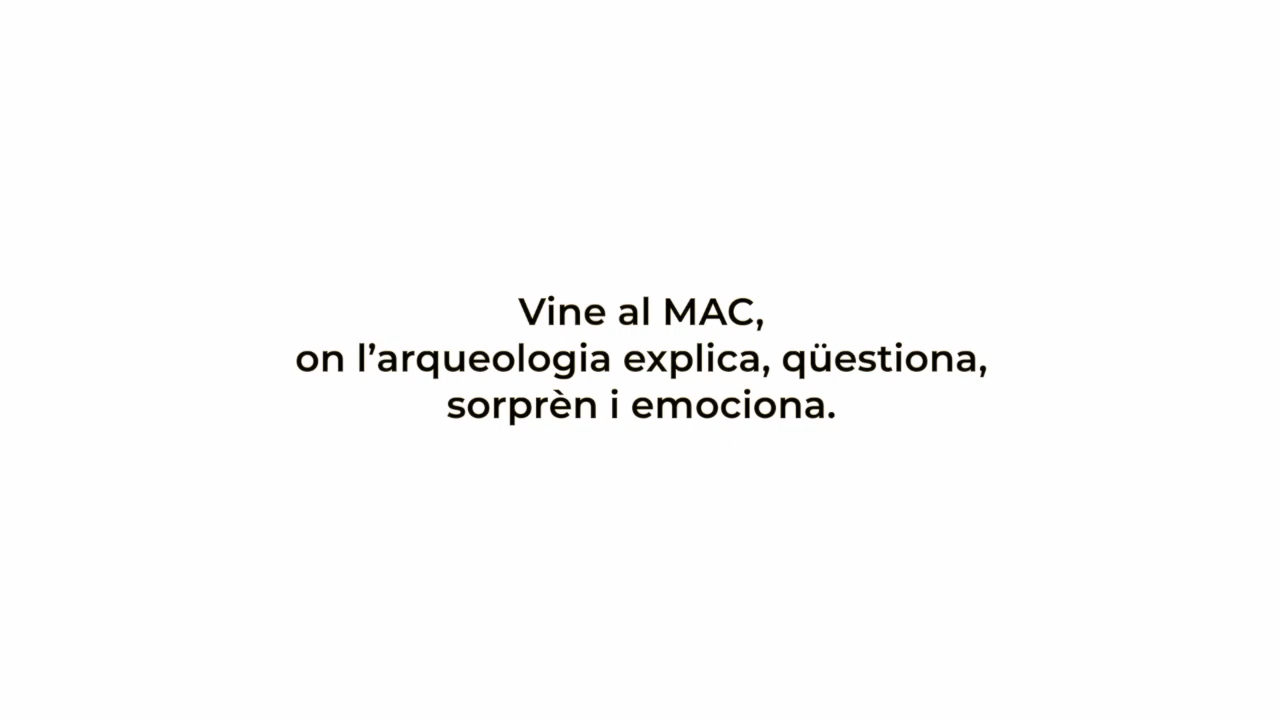 Vine al MAC,
on l’arqueologia explica, qüestiona,
sorprèn i emociona.